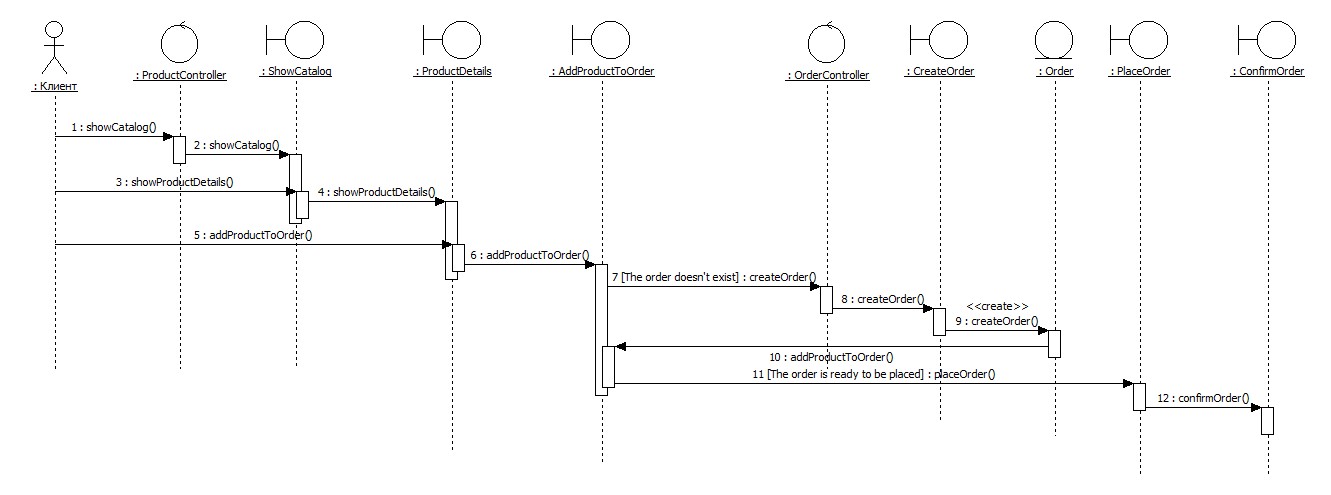 : Клиент
: ProductController
: ShowCatalog
: ProductDetails
: AddProductToOrder
: OrderController
: CreateOrder
: Order
: PlaceOrder
: ConfirmOrder
1 : showCatalog()
2 : showCatalog()
3 : showProductDetails()
4 : showProductDetails()
5 : addProductToOrder()
6 : addProductToOrder()
7 [The order doesn't exist] : createOrder()
8 : createOrder()
<<create>>
9 : createOrder()
10 : addProductToOrder()
11 [The order is ready to be placed] : placeOrder()
12 : confirmOrder()